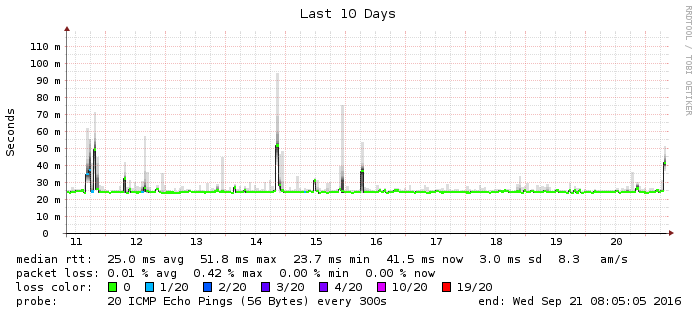 Last 10 Days
RRDTOOL / TOBI OETIKER
Seconds
110 m
100 m
90 m
80 m
70 m
60 m
50 m
40 m
30 m
20 m
10 m
0
11 12 13 14 15 16 17 18 19 20
median rtt: 25.0 ms avg 51.8 ms max 23.7 ms min 41.5 ms now 3.0 ms sd 8.3 am/s
packet loss: 0.01 % avg 0.42 % max 0.00 % min 0.00 % now
loss color: 0 1/20 2/20 3/20 4/20 10/20 19/20
probe: 20 ICMP Echo Pings (56 Bytes) every 300s end: Wed Sep 21 08:05:05 2016